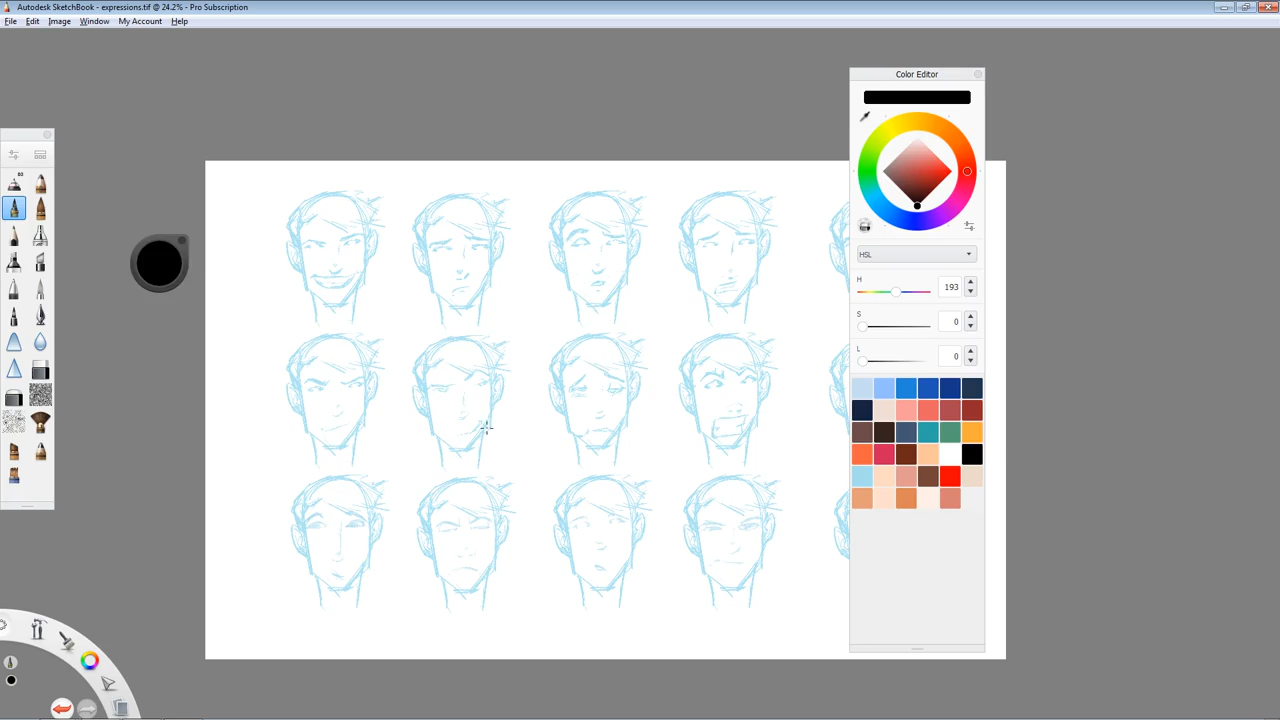 Autodesk SketchBook - expressions.tif @ 24.2% - Pro Subscription
File Edit Image Window My Account Help
Color Editor
HSL
H 193
S 0
L 0